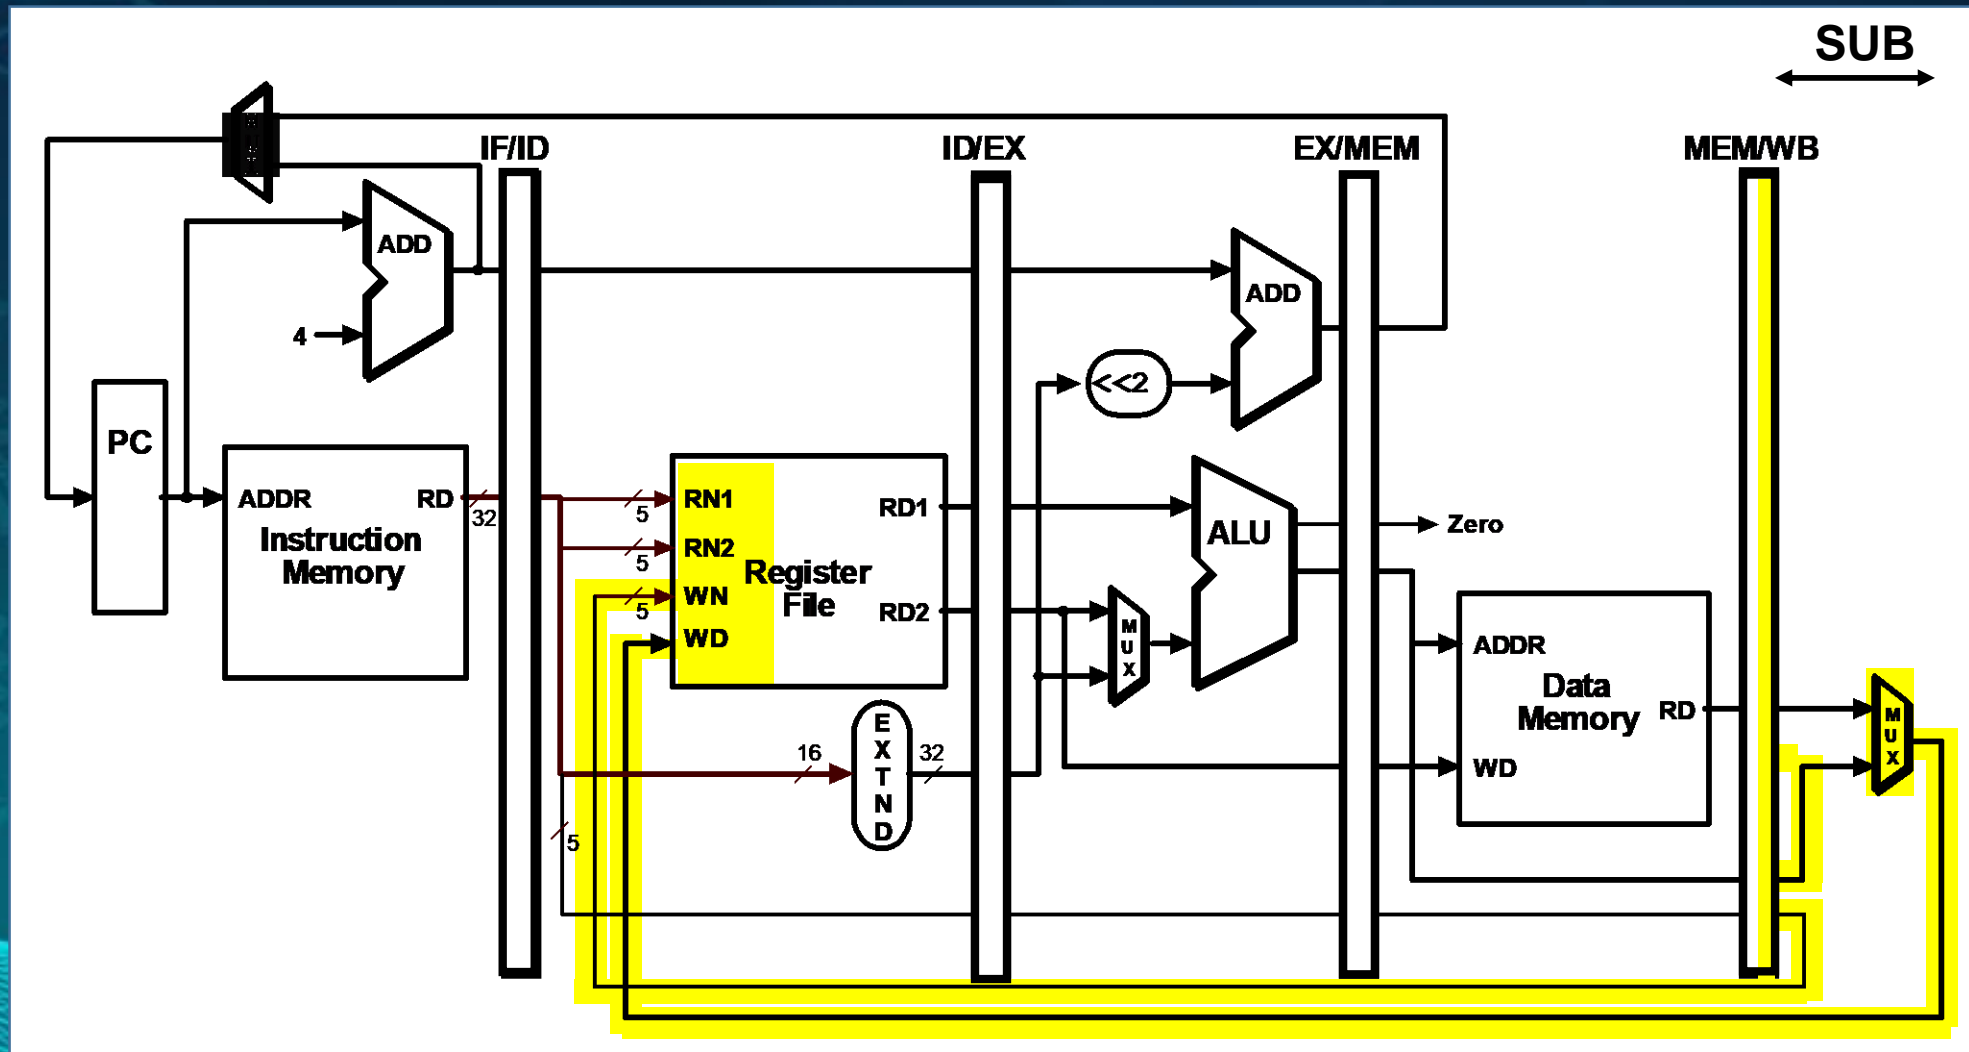 SUB
IF/ID
ID/EX
EX/MEM
MEM/WB
ADD
4
ADD
<<2
PC
ADDR
RD
32
Instruction
Memory
5
RN1
5
RN2
5
WN
WD
Register
File
RD1
RD2
M
U
X
ALU
Zero
ADDR
Data
Memory
RD
WD
M
U
X
16
E
X
T
N
D
32
5